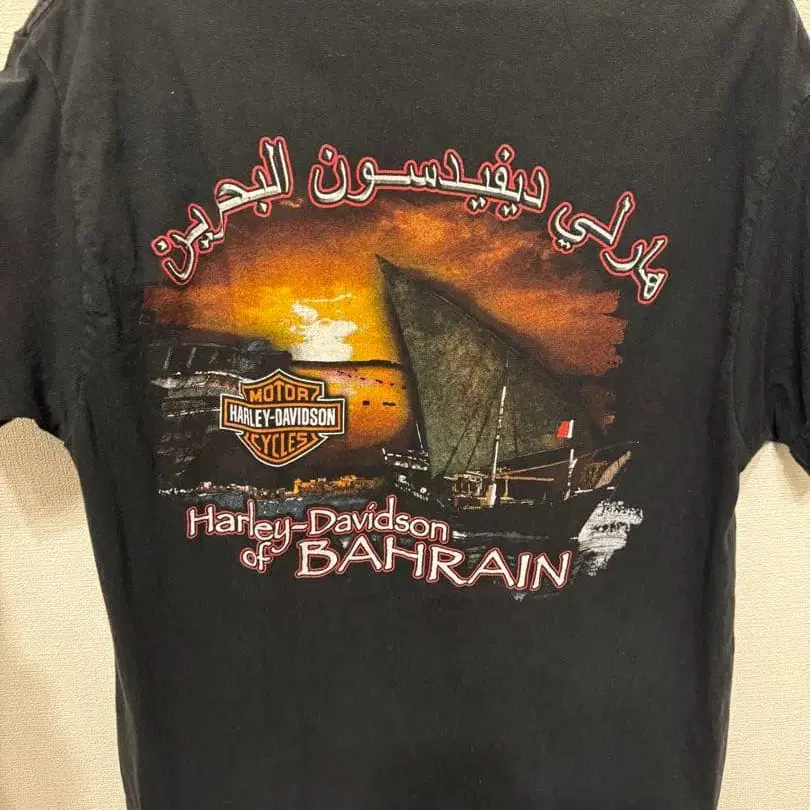 هارلي ديفيدسون البحرين
MOTOR
HARLEY-DAVIDSON
CYCLES
Harley-Davidson
of BAHRAIN